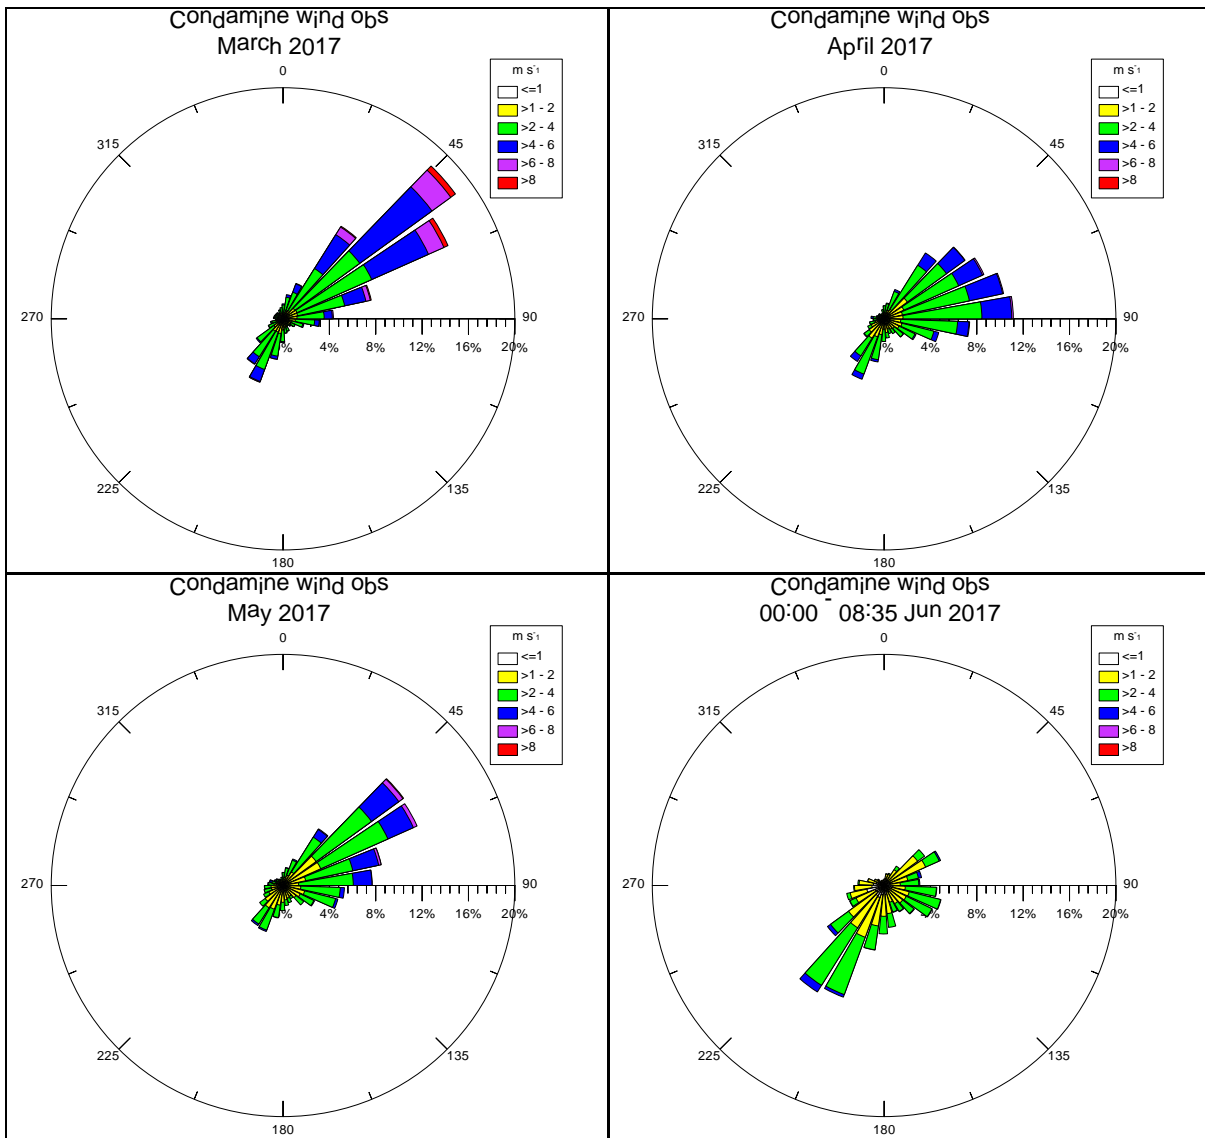 Condamine wind obs
March 2017
m s-1
<=1
>1 - 2
>2 - 4
>4 - 6
>6 - 8
>8
0
45
90
135
180
225
270
315
% 4% 8% 12% 16% 20%
Condamine wind obs
April 2017
m s-1
<=1
>1 - 2
>2 - 4
>4 - 6
>6 - 8
>8
0
45
90
135
180
225
270
315
% 4% 8% 12% 16% 20%
Condamine wind obs
May 2017
m s-1
<=1
>1 - 2
>2 - 4
>4 - 6
>6 - 8
>8
0
45
90
135
180
225
270
315
% 4% 8% 12% 16% 20%
Condamine wind obs
00:00 - 08:35 Jun 2017
m s-1
<=1
>1 - 2
>2 - 4
>4 - 6
>6 - 8
>8
0
45
90
135
180
225
270
315
% 8% 12% 16% 20%